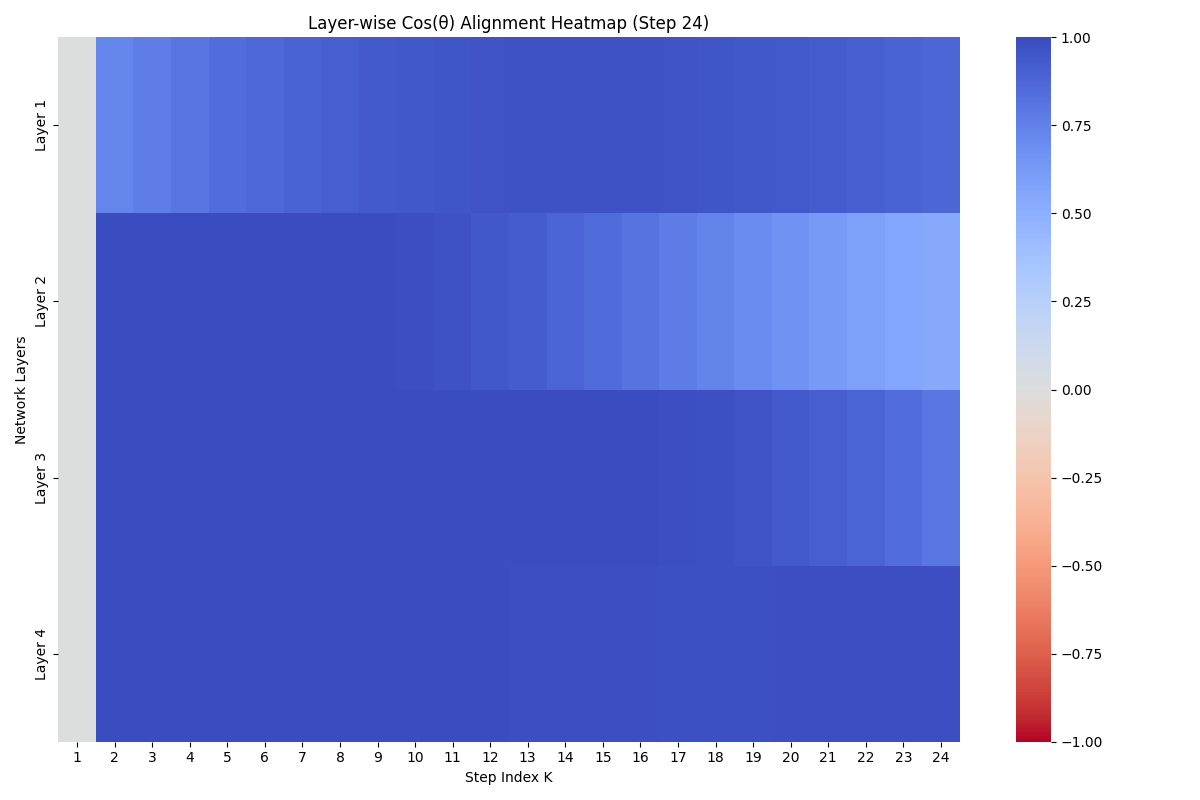 Layer-wise Cos(θ) Alignment Heatmap (Step 24)
Network Layers
Layer 1
Layer 2
Layer 3
Layer 4
1 2 3 4 5 6 7 8 9 10 11 12 13 14 15 16 17 18 19 20 21 22 23 24
Step Index K
1.00
0.75
0.50
0.25
0.00
−0.25
−0.50
−0.75
−1.00